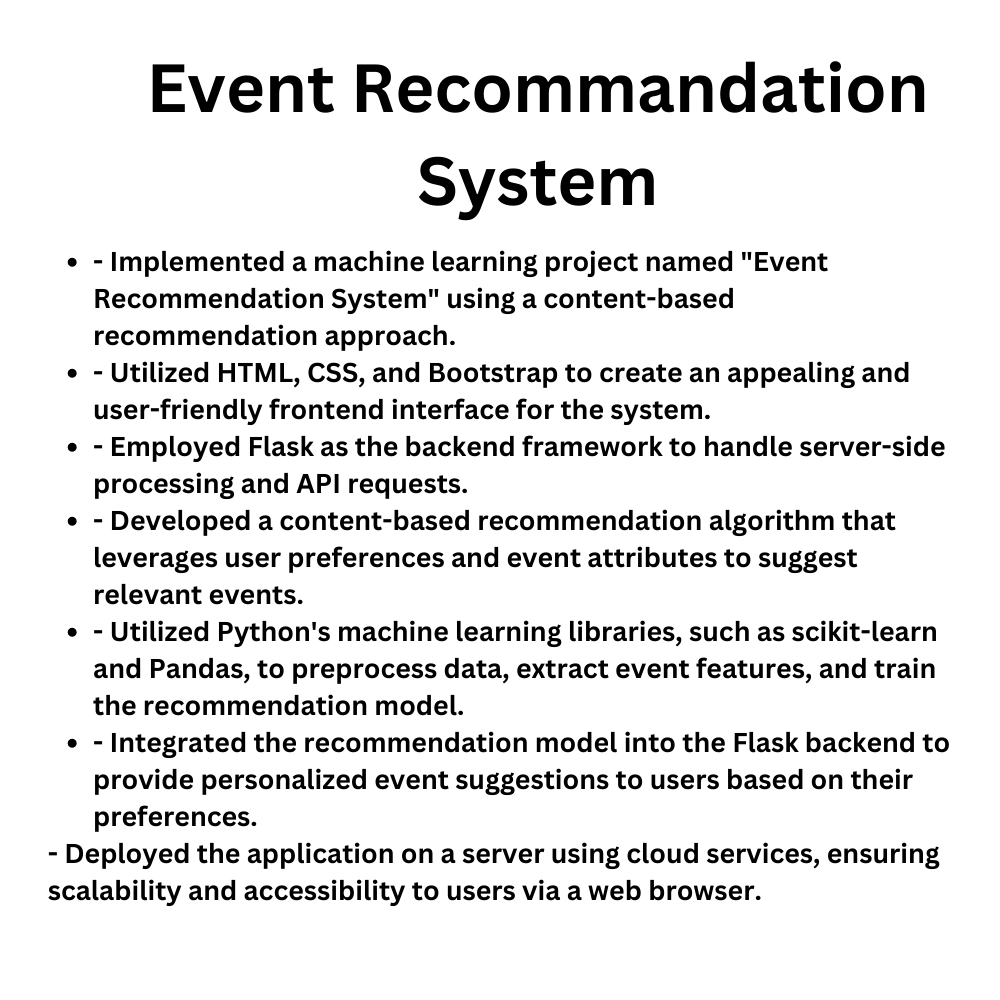 Event Recommandation
System
• - Implemented a machine learning project named "Event
Recommendation System" using a content-based
recommendation approach.
• - Utilized HTML, CSS, and Bootstrap to create an appealing and
user-friendly frontend interface for the system.
• - Employed Flask as the backend framework to handle server-side
processing and API requests.
• - Developed a content-based recommendation algorithm that
leverages user preferences and event attributes to suggest
relevant events.
• - Utilized Python's machine learning libraries, such as scikit-learn
and Pandas, to preprocess data, extract event features, and train
the recommendation model.
• - Integrated the recommendation model into the Flask backend to
provide personalized event suggestions to users based on their
preferences.
- Deployed the application on a server using cloud services, ensuring
scalability and accessibility to users via a web browser.